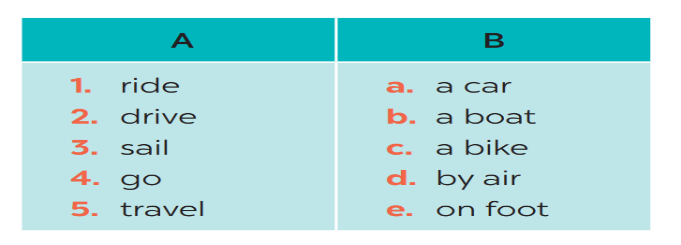 A B
1. ride a. a car
2. drive b. a boat
3. sail c. a bike
4. go d. by air
5. travel e. on foot